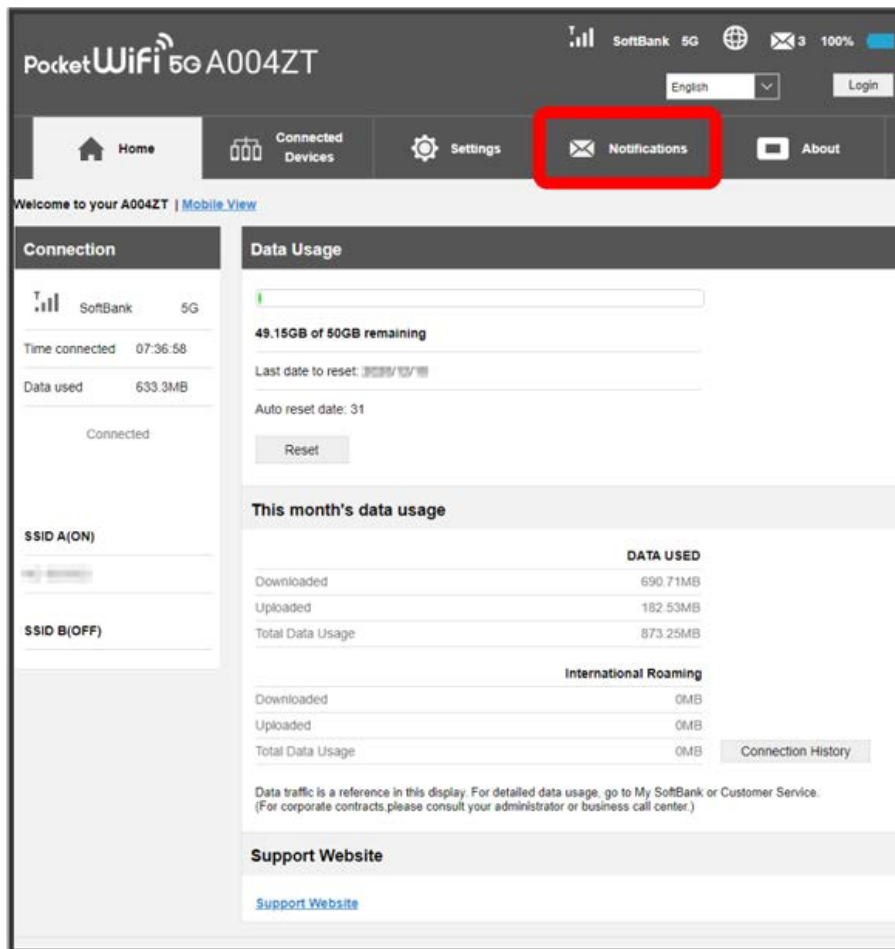 PocketWiFi 5G A004ZT
SoftBank 5G 3 100%
English
Login
Home
Connected
Devices
Settings
Notifications
About
Welcome to your A004ZT | Mobile View
Connection
SoftBank 5G
Time connected 07:36:58
Data used 633.3MB
Connected
SSID A(ON)
SSID B(OFF)
Data Usage
49.15GB of 50GB remaining
Last date to reset:
Auto reset date: 31
Reset
This month's data usage
DATA USED
Downloaded 690.71MB
Uploaded 182.53MB
Total Data Usage 873.25MB
International Roaming
Downloaded 0MB
Uploaded 0MB
Total Data Usage 0MB
Connection History
Data traffic is a reference in this display. For detailed data usage, go to My SoftBank or Customer Service.
(For corporate contracts,please consult your administrator or business call center.)
Support Website
Support Website